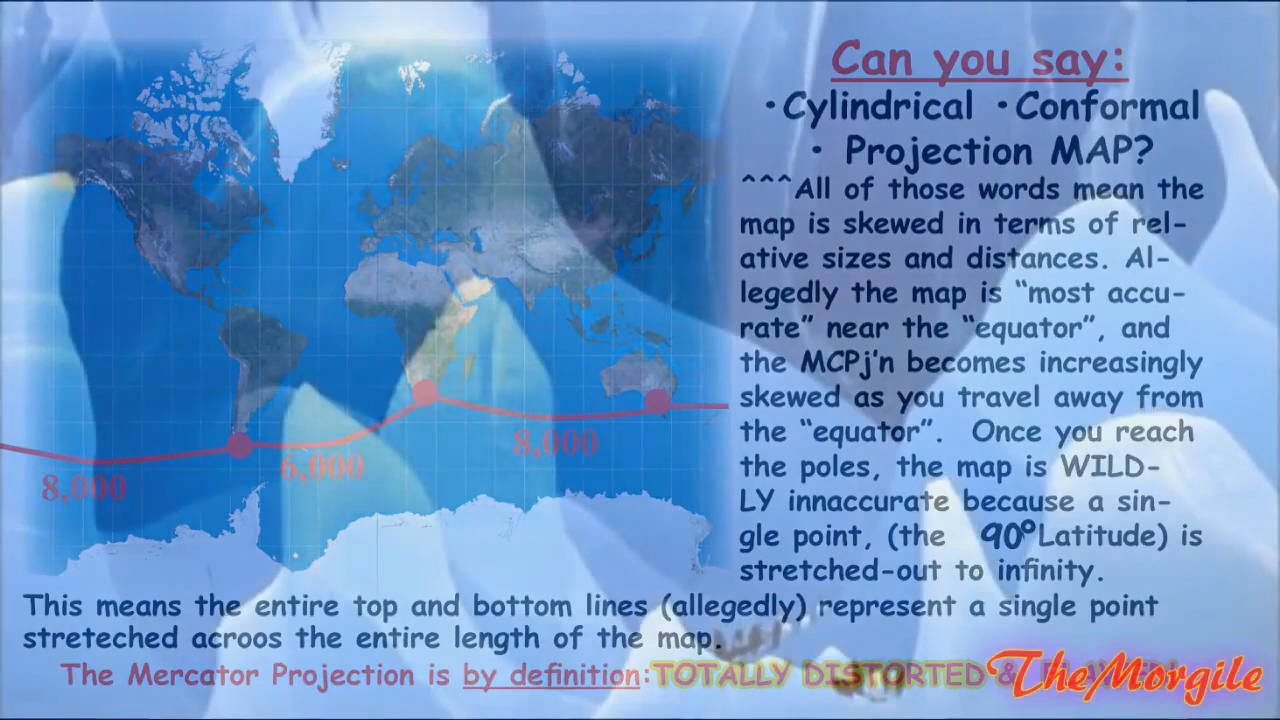 Can you say:
•Cylindrical •Conformal
• Projection MAP?
^^^All of those words mean the
map is skewed in terms of rel-
ative sizes and distances. Al-
legedly the map is “most accu-
rate” near the “equator”, and
the MCPj’n becomes increasingly
skewed as you travel away from
the “equator”. Once you reach
the poles, the map is WILD-
LY innaccurate because a sin-
gle point, (the 90°Latitude) is
stretched-out to infinity.
8,000
6,000
8,000
This means the entire top and bottom lines (allegedly) represent a single point
streteched acroos the entire length of the map.
The Mercator Projection is by definition:TOTALLY DISTORTED &
TheMorgile